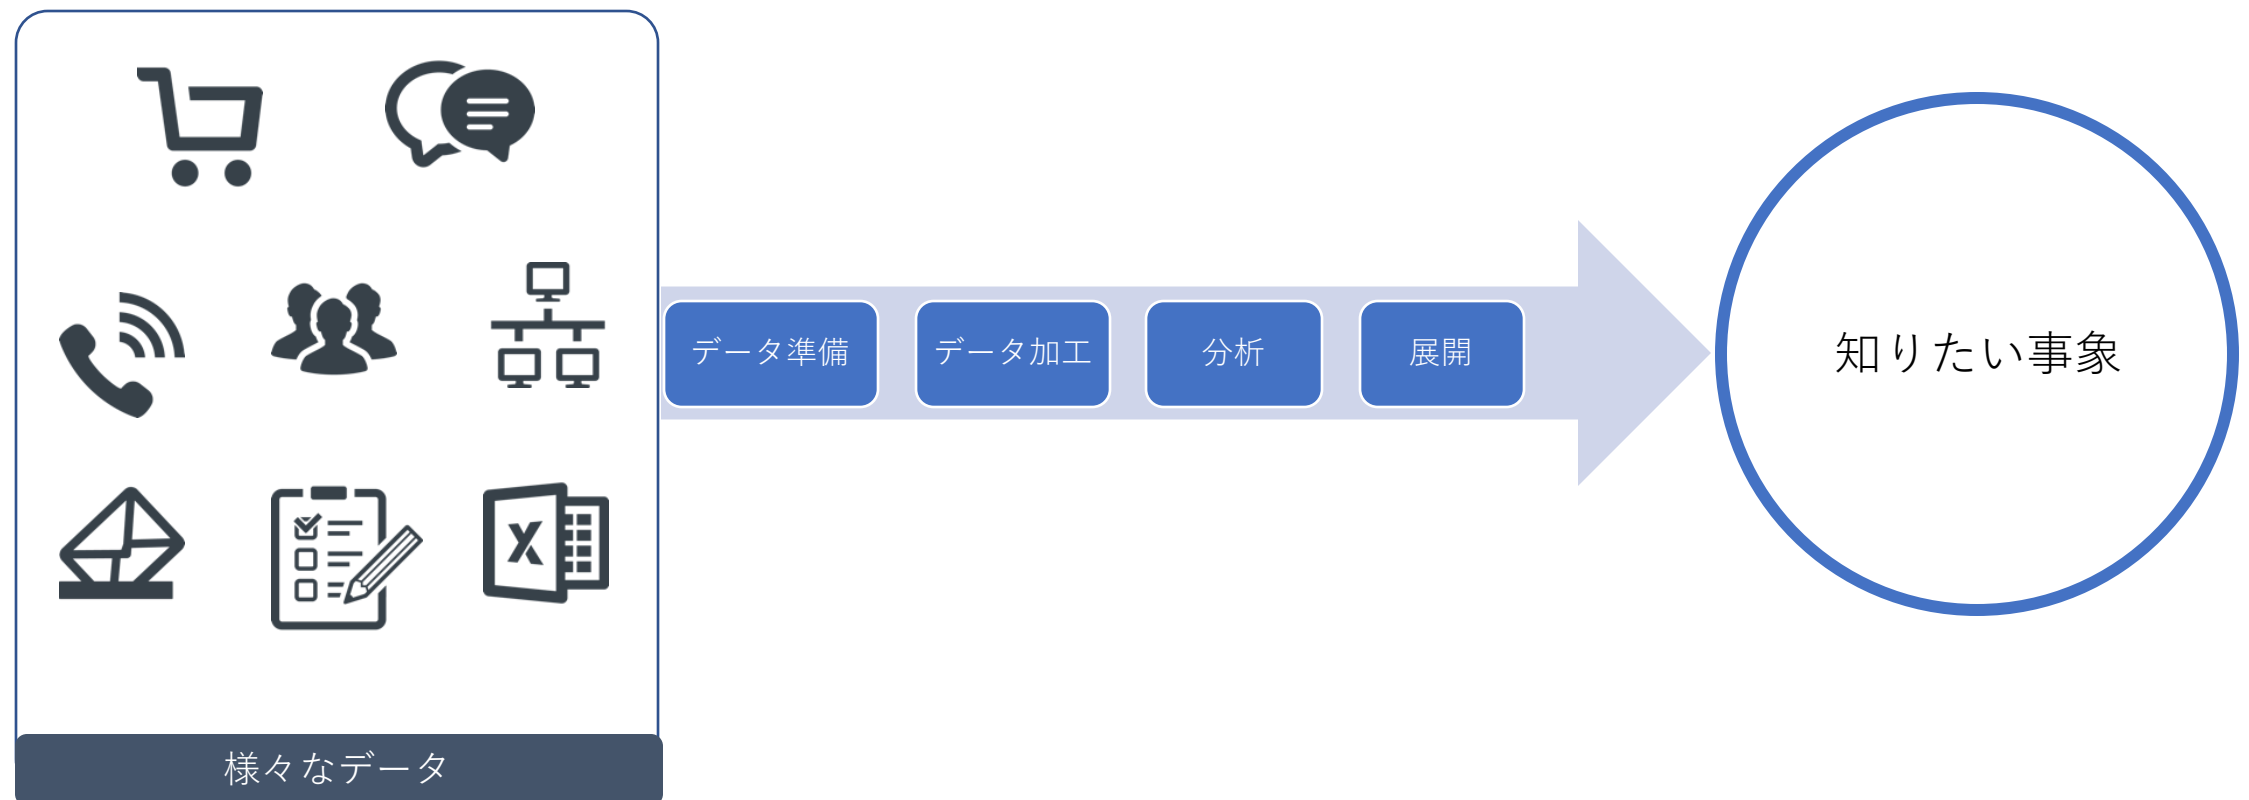 データ準備
データ加工
分析
展開
知りたい事象
様々なデータ